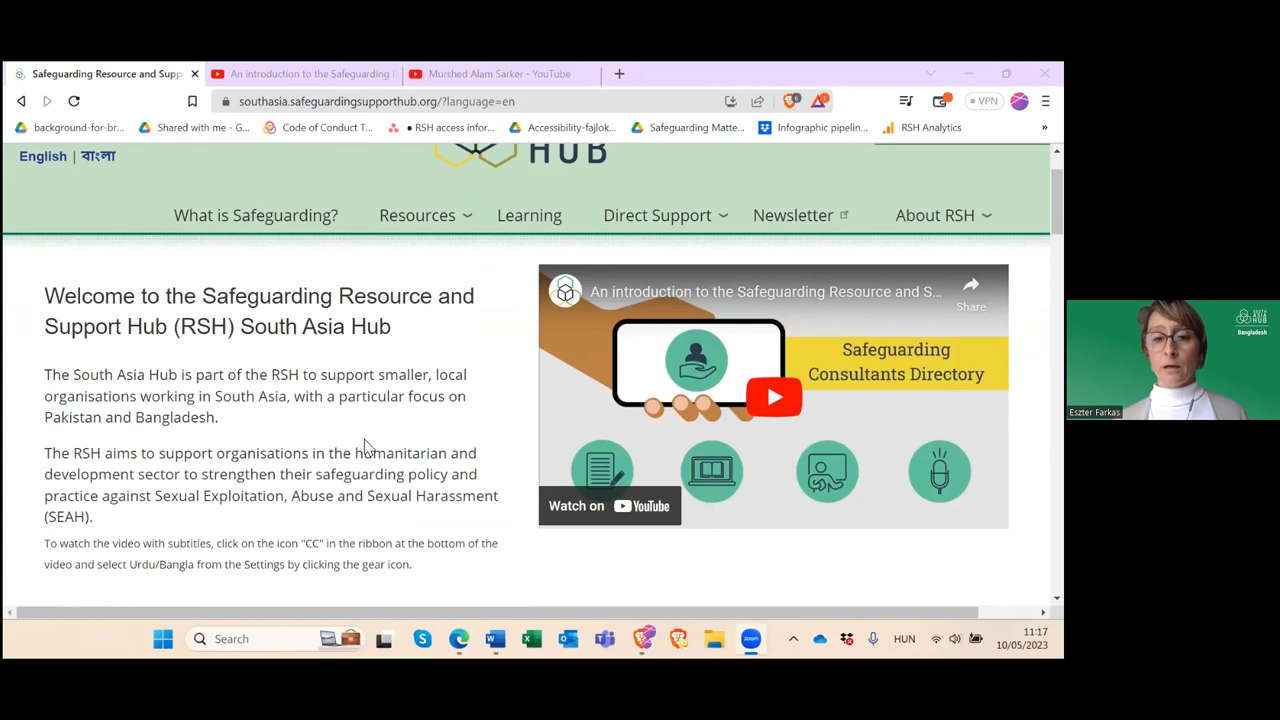 Safeguarding Resource and Supp
An introduction to the Safeguarding
Murshed Alam Sarker - YouTube
southasia.safeguardingsupporthub.org/?language=en
VPN
background-for-br...
Shared with me - G...
Code of Conduct T...
RSH access infor...
Accessibility-fajlok...
Safeguarding Matte...
Infographic pipelin...
RSH Analytics
English | বাংলা
HUB
What is Safeguarding?
Resources
Learning
Direct Support
Newsletter
About RSH
Welcome to the Safeguarding Resource and
Support Hub (RSH) South Asia Hub
The South Asia Hub is part of the RSH to support smaller, local
organisations working in South Asia, with a particular focus on
Pakistan and Bangladesh.
The RSH aims to support organisations in the humanitarian and
development sector to strengthen their safeguarding policy and
practice against Sexual Exploitation, Abuse and Sexual Harassment
(SEAH).
To watch the video with subtitles, click on the icon "CC" in the ribbon at the bottom of the
video and select Urdu/Bangla from the Settings by clicking the gear icon.
An introduction to the Safeguarding Resource and S...
Share
Safeguarding
Consultants Directory
Watch on YouTube
HUB
Bangladesh
Eszter Farkas
Search
HUN
11:17
10/05/2023